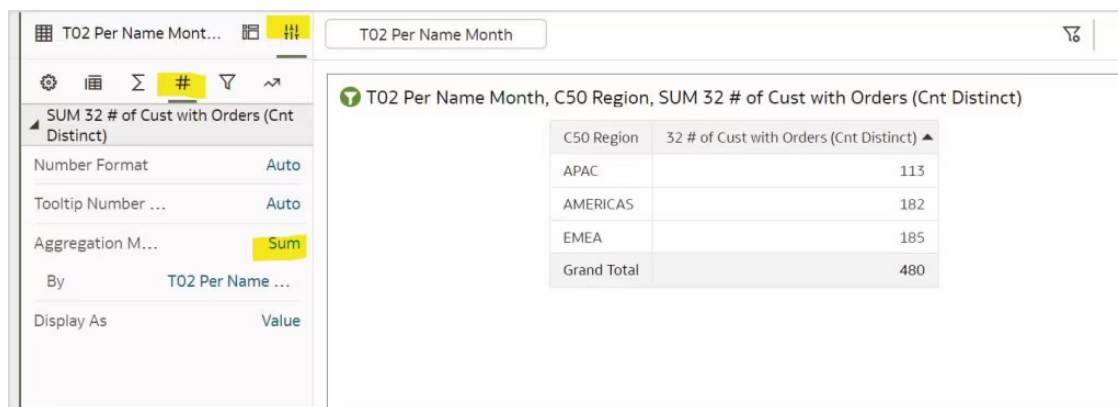 T02 Per Name Mont...
T02 Per Name Month
SUM 32 # of Cust with Orders (Cnt
Distinct)
Number Format Auto
Tooltip Number ... Auto
Aggregation M... Sum
By T02 Per Name ...
Display As Value
T02 Per Name Month, C50 Region, SUM 32 # of Cust with Orders (Cnt Distinct)
C50 Region 32 # of Cust with Orders (Cnt Distinct)
APAC 113
AMERICAS 182
EMEA 185
Grand Total 480